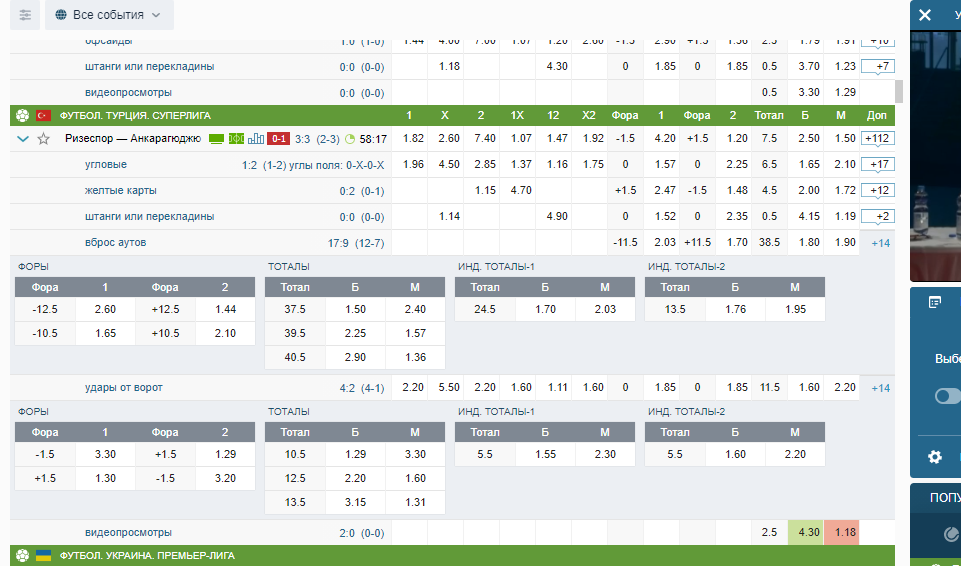 Все события
офсайды 1:0 (1-0) 1.44 4.00 7.00 1.07 1.20 2.60 -1.5 2.90 +1.5 1.36 2.5 1.79 1.91 +10
штанги или перекладины 0:0 (0-0) 1.18 4.30 0 1.85 0 1.85 0.5 3.70 1.23 +7
видеопросмотры 0:0 (0-0) 0.5 3.30 1.29
ФУТБОЛ. ТУРЦИЯ. СУПЕРЛИГА 1 X 2 1X 12 X2 Фора 1 Фора 2 Тотал Б М Доп
Ризеспор — Анкарагюджю 0-1 3:3 (2-3) 58:17 1.82 2.60 7.40 1.07 1.47 1.92 -1.5 4.20 +1.5 1.20 7.5 2.50 1.50 +112
угловые 1:2 (1-2) углы поля: 0-X-0-X 1.96 4.50 2.85 1.37 1.16 1.75 0 1.57 0 2.25 6.5 1.65 2.10 +17
желтые карты 0:2 (0-1) 1.15 4.70 +1.5 2.47 -1.5 1.48 4.5 2.00 1.72 +12
штанги или перекладины 0:0 (0-0) 1.14 4.90 0 1.52 0 2.35 0.5 4.15 1.19 +2
вброс аутов 17:9 (12-7) -11.5 2.03 +11.5 1.70 38.5 1.80 1.90 +14
ФОРЫ ТОТАЛЫ ИНД. ТОТАЛЫ-1 ИНД. ТОТАЛЫ-2
Фора 1 Фора 2 Тотал Б М Тотал Б М Тотал Б М
-12.5 2.60 +12.5 1.44 37.5 1.50 2.40 24.5 1.70 2.03 13.5 1.76 1.95
-10.5 1.65 +10.5 2.10 39.5 2.25 1.57
40.5 2.90 1.36
удары от ворот 4:2 (4-1) 2.20 5.50 2.20 1.60 1.11 1.60 0 1.85 0 1.85 11.5 1.60 2.20 +14
ФОРЫ ТОТАЛЫ ИНД. ТОТАЛЫ-1 ИНД. ТОТАЛЫ-2
Фора 1 Фора 2 Тотал Б М Тотал Б М Тотал Б М
-1.5 3.30 +1.5 1.29 10.5 1.29 3.30 5.5 1.55 2.30 5.5 1.60 2.20
+1.5 1.30 -1.5 3.20 12.5 2.20 1.60
13.5 3.15 1.31
видеопросмотры 2:0 (0-0) 2.5 4.30 1.18
ФУТБОЛ. УКРАИНА. ПРЕМЬЕР-ЛИГА
Выбе
ПОПУ